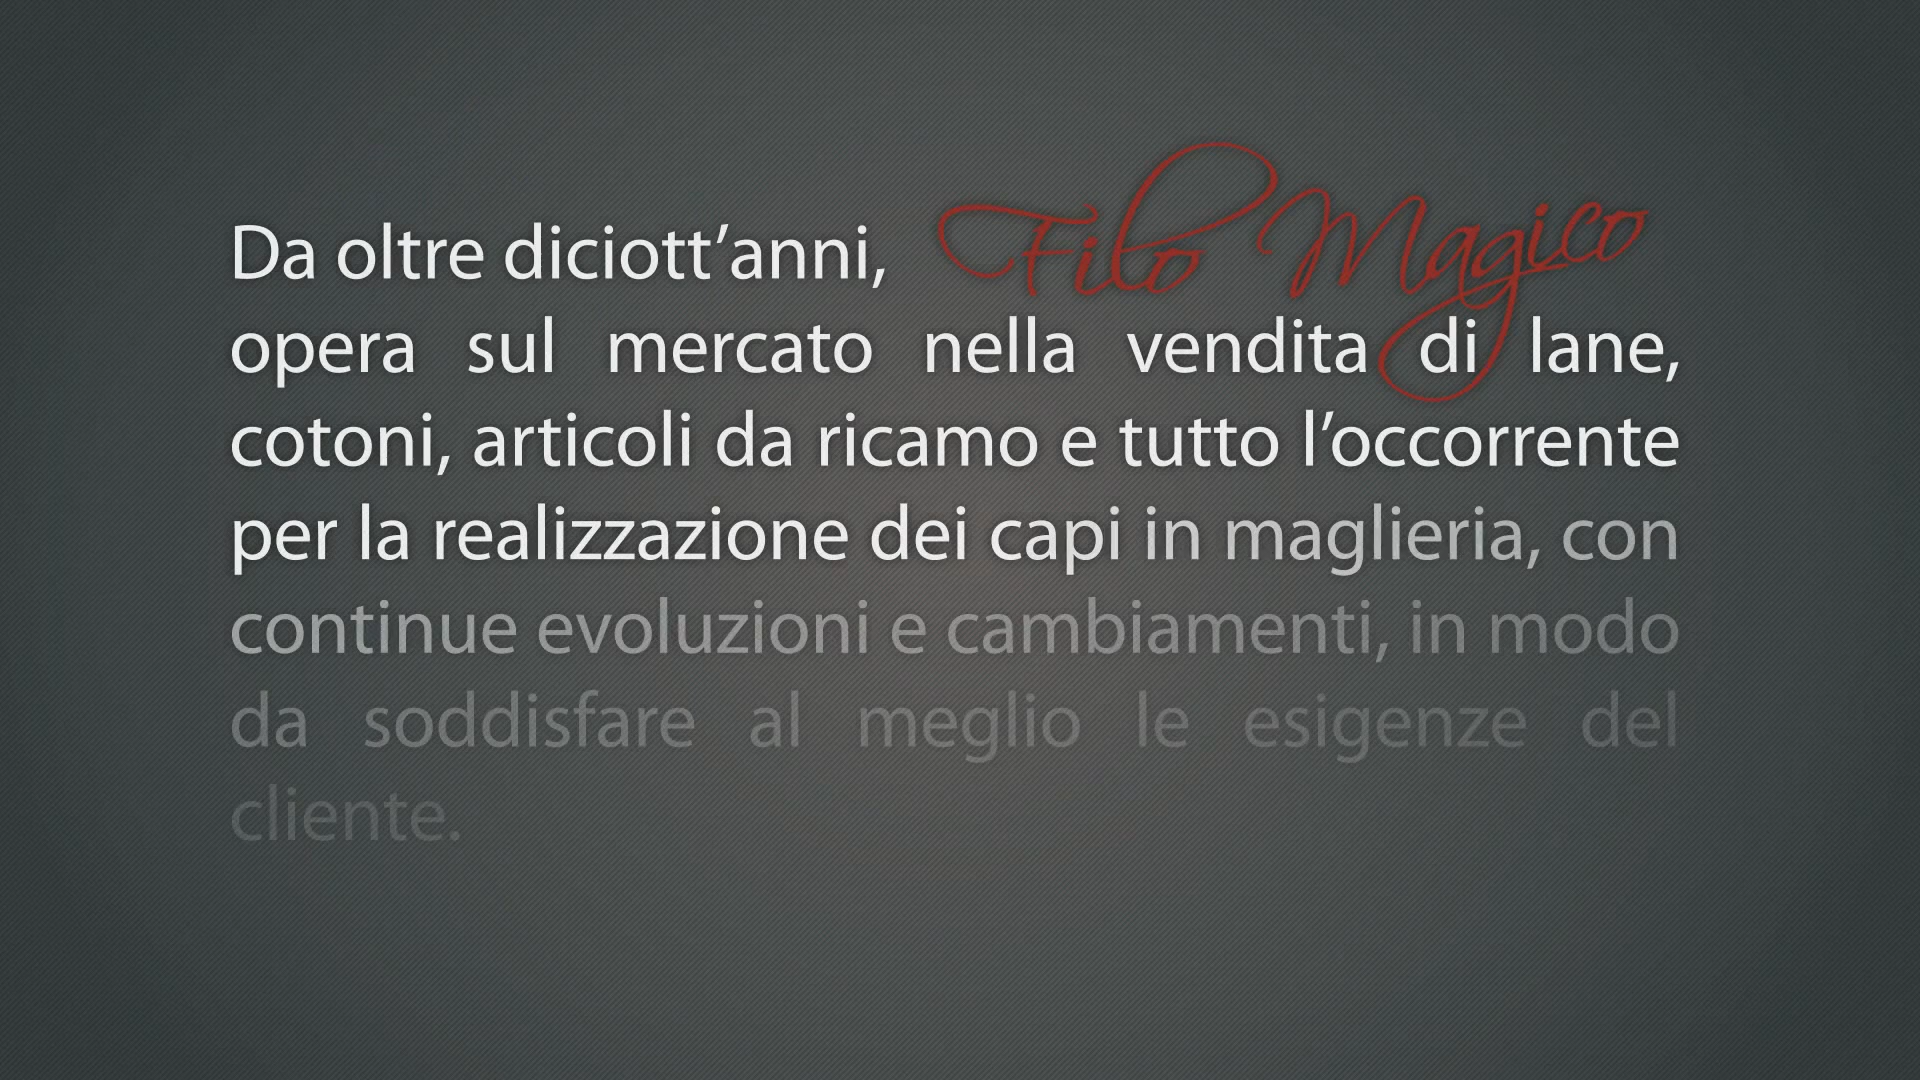 Da oltre diciott’anni, Filo Magico
opera sul mercato nella vendita di lane,
cotoni, articoli da ricamo e tutto l’occorrente
per la realizzazione dei capi in maglieria, con
continue evoluzioni e cambiamenti, in modo
da soddisfare al meglio le esigenze del
cliente.